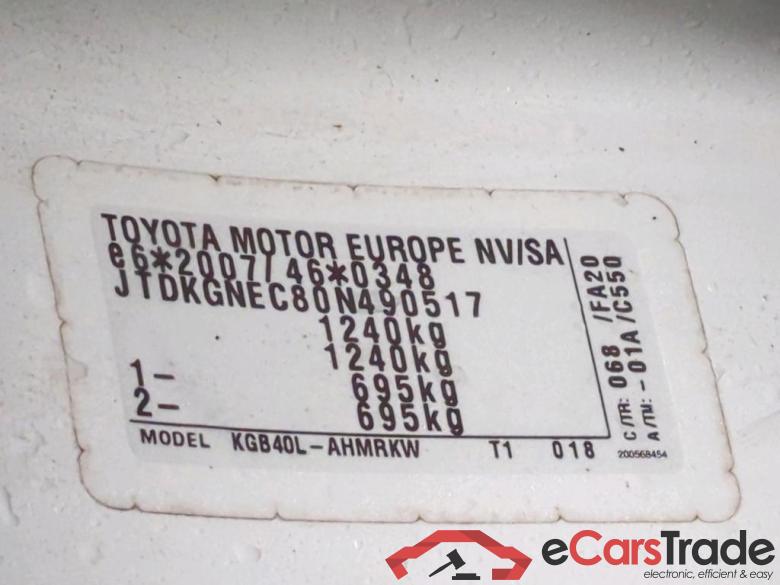 TOYOTA MOTOR EUROPE NV/SA
e6*2007/46*0348
JTDKGNEC80N490517
1240kg
1240kg
1- 695kg
2- 695kg
MODEL KGB40L-AHMRKW T1 018
C/TR: 068 /FA20
A/TM: -01A /C550
200568454
eCarsTrade
electronic, efficient & easy